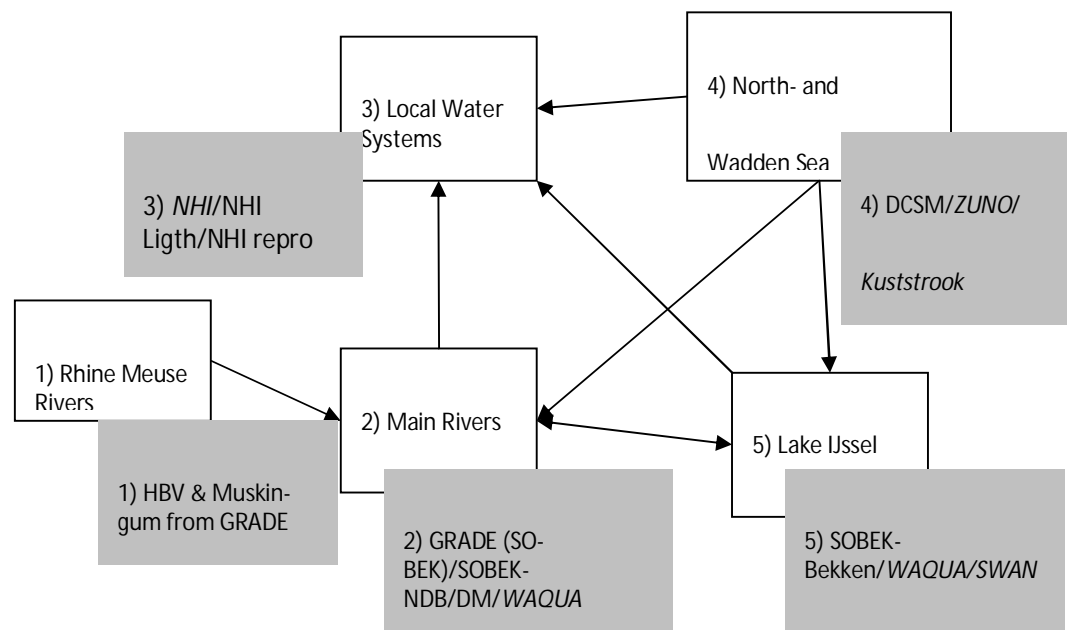 3) Local Water
Systems
4) North- and
Wadden Sea
3) NHI/NHI
Ligth/NHI repro
4) DCSM/ZUNO/
Kuststrook
1) Rhine Meuse
Rivers
2) Main Rivers
5) Lake IJssel
1) HBV & Muskin-
gum from GRADE
2) GRADE (SO-
BEK)/SOBEK-
NDB/DM/WAQUA
5) SOBEK-
Bekken/WAQUA/SWAN